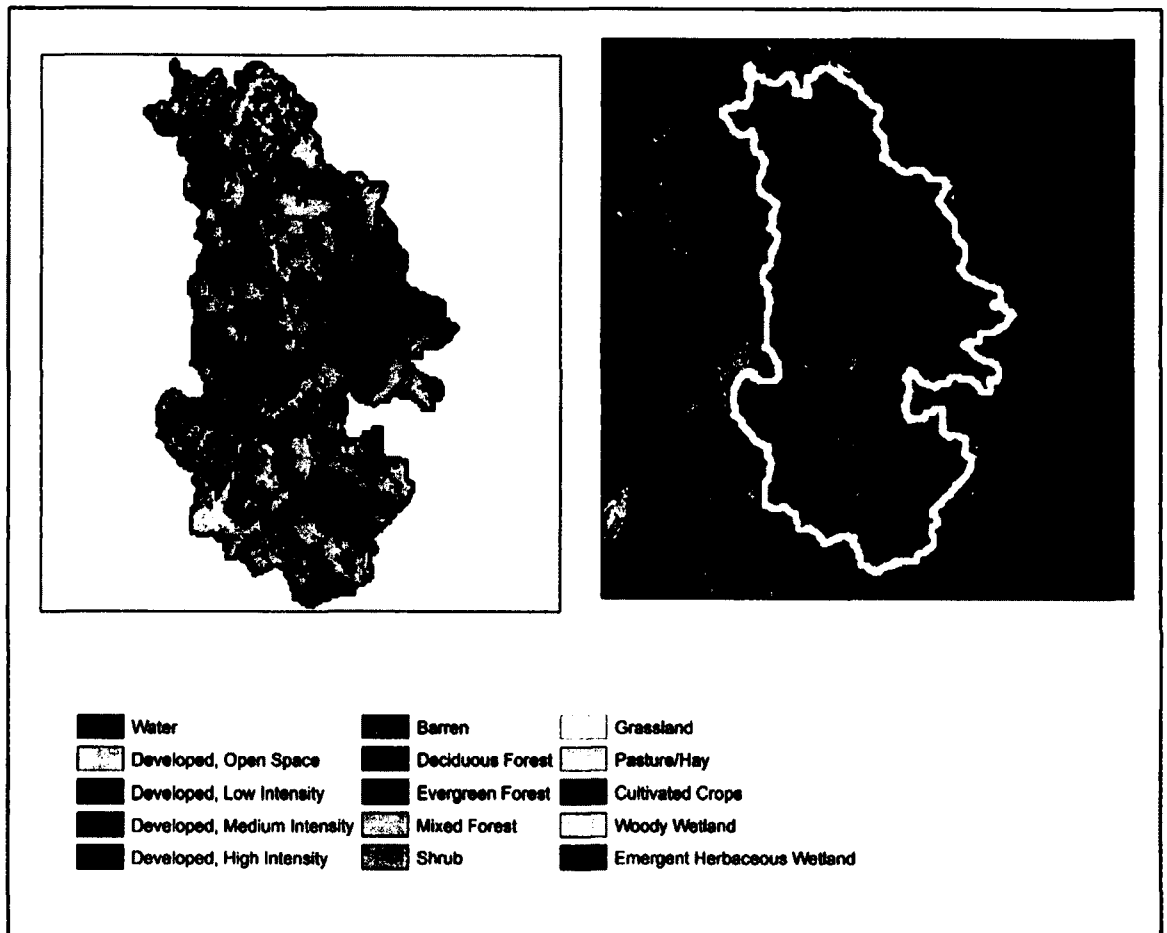 Water
Developed, Open Space
Developed, Low Intensity
Developed, Medium Intensity
Developed, High Intensity
Barren
Deciduous Forest
Evergreen Forest
Mixed Forest
Shrub
Grassland
Pasture/Hay
Cultivated Crops
Woody Wetland
Emergent Herbaceous Wetland